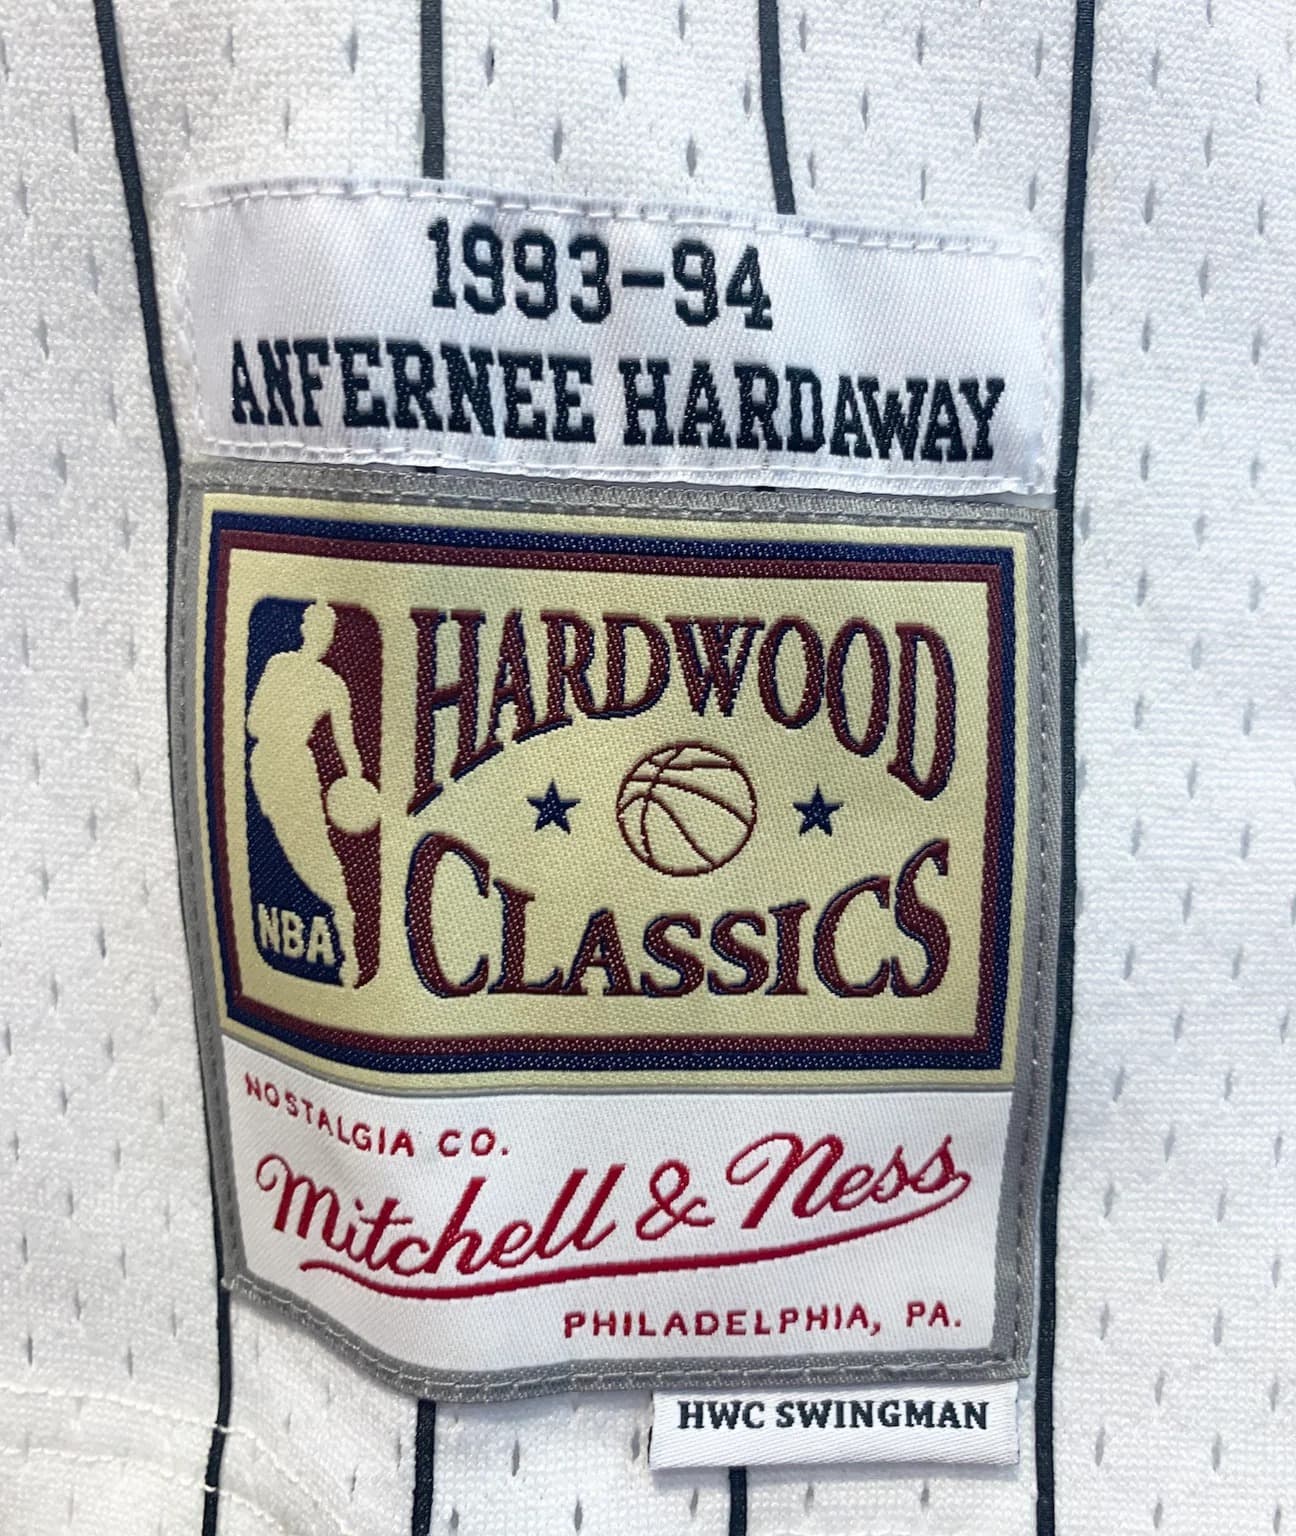 1993-94
ANFERNEE HARDAWAY
HARDWOOD
CLASSICS
NBA
NOSTALGIA CO.
Mitchell & Ness
PHILADELPHIA, PA.
HWC SWINGMAN